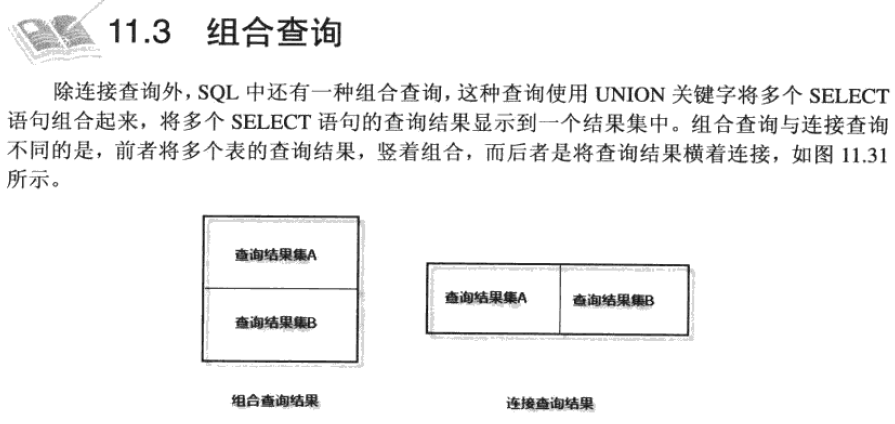 11.3 组合查询
除连接查询外，SQL 中还有一种组合查询，这种查询使用 UNION 关键字将多个 SELECT
语句组合起来，将多个 SELECT 语句的查询结果显示到一个结果集中。组合查询与连接查询
不同的是，前者将多个表的查询结果，竖着组合，而后者是将查询结果横着连接，如图 11.31
所示。
查询结果集A
查询结果集B
查询结果集A 查询结果集B
组合查询结果 连接查询结果